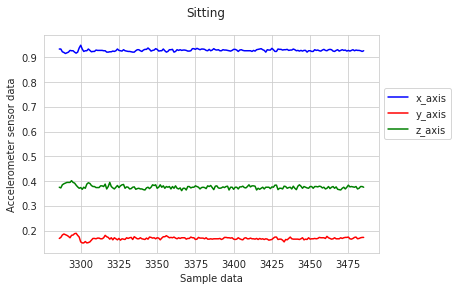 Sitting
Accelerometer sensor data
0.9
0.8
0.7
0.6
0.5
0.4
0.3
0.2
3300 3325 3350 3375 3400 3425 3450 3475
Sample data
x_axis
y_axis
z_axis